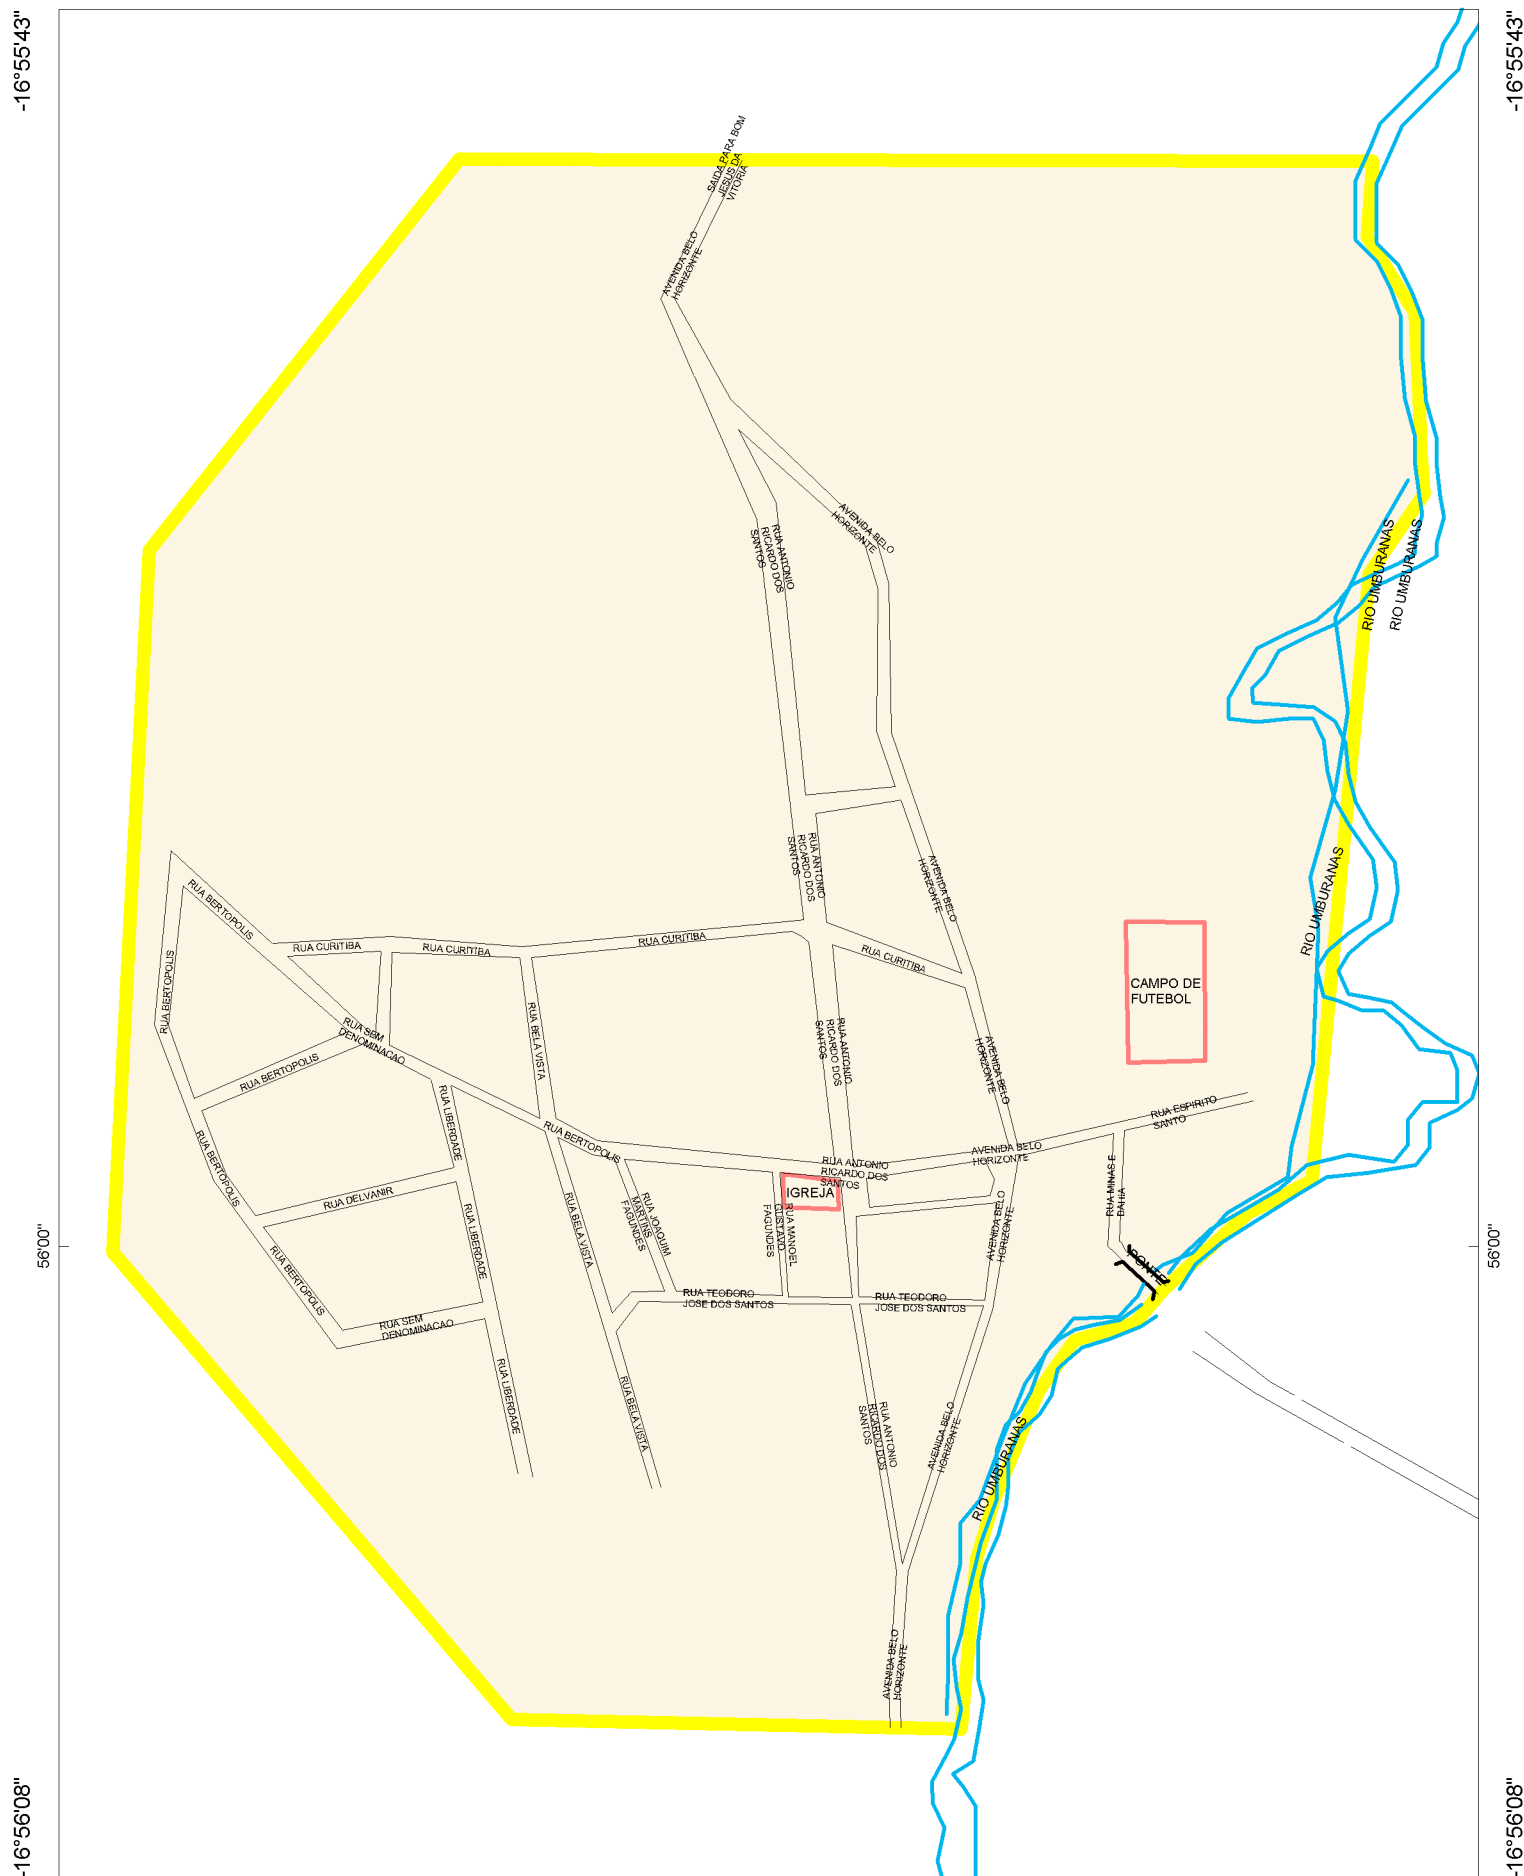 -16°55'43"
-16°55'43"
SAIDA PARA BOM
JESUS DA
VITORIA
AVENIDA BELO
HORIZONTE
AVENIDA BELO
HORIZONTE
RUA ANTONIO
RICARDO DOS
SANTOS
RIO UMBURANAS
RIO UMBURANAS
RUA ANTONIO
RICARDO DOS
SANTOS
AVENIDA BELO
HORIZONTE
RIO UMBURANAS
RUA BERTOPOLIS
RUA CURITIBA
RUA CURITIBA
RUA CURITIBA
RUA CURITIBA
RUA BERTOPOLIS
CAMPO DE
FUTEBOL
RUA SEM
DENOMINACAO
RUA BELA VISTA
RUA ANTONIO
RICARDO DOS
SANTOS
AVENIDA BELO
HORIZONTE
RUA BERTOPOLIS
RUA LIBERDADE
RUA ESPIRITO
SANTO
RUA BERTOPOLIS
RUA BERTOPOLIS
AVENIDA BELO
HORIZONTE
RUA ANTONIO
RICARDO DOS
SANTOS
IGREJA
RUA MINAS E
BAHIA
RUA DELVANIR
RUA LIBERDADE
RUA BELA VISTA
RUA JOAQUIM
MARTINS
FAGUNDES
RUA MANOEL
GUSTAVO
FAGUNDES
AVENIDA BELO
HORIZONTE
56'00"
56'00"
RUA BERTOPOLIS
PONTE
RUA TEODORO
JOSE DOS SANTOS
RUA TEODORO
JOSE DOS SANTOS
RUA SEM
DENOMINACAO
RUA LIBERDADE
RUA BELA VISTA
RUA ANTONIO
RICARDO DOS
SANTOS
AVENIDA BELO
HORIZONTE
RIO UMBURANAS
AVENIDA BELO
HORIZONTE
-16°56'08"
-16°56'08"